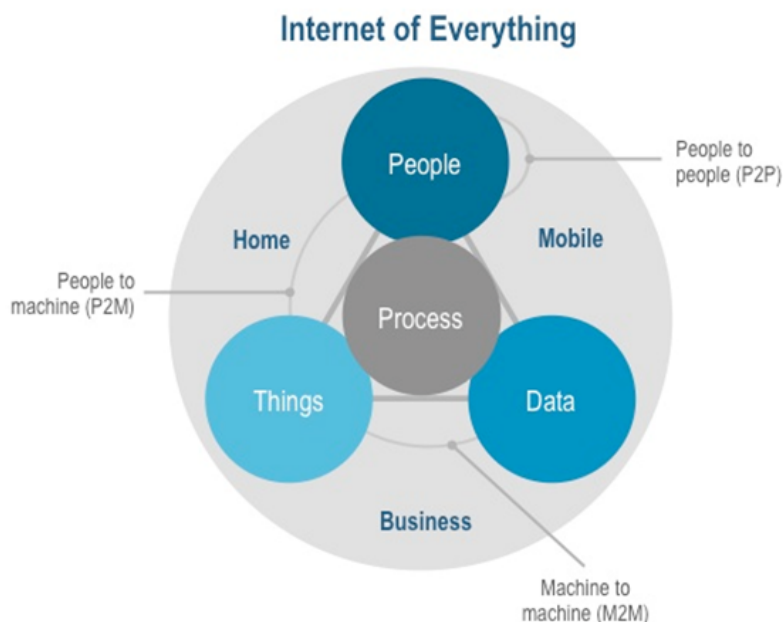 Internet of Everything
People
People to
people (P2P)
Home
Mobile
People to
machine (P2M)
Process
Things
Data
Business
Machine to
machine (M2M)